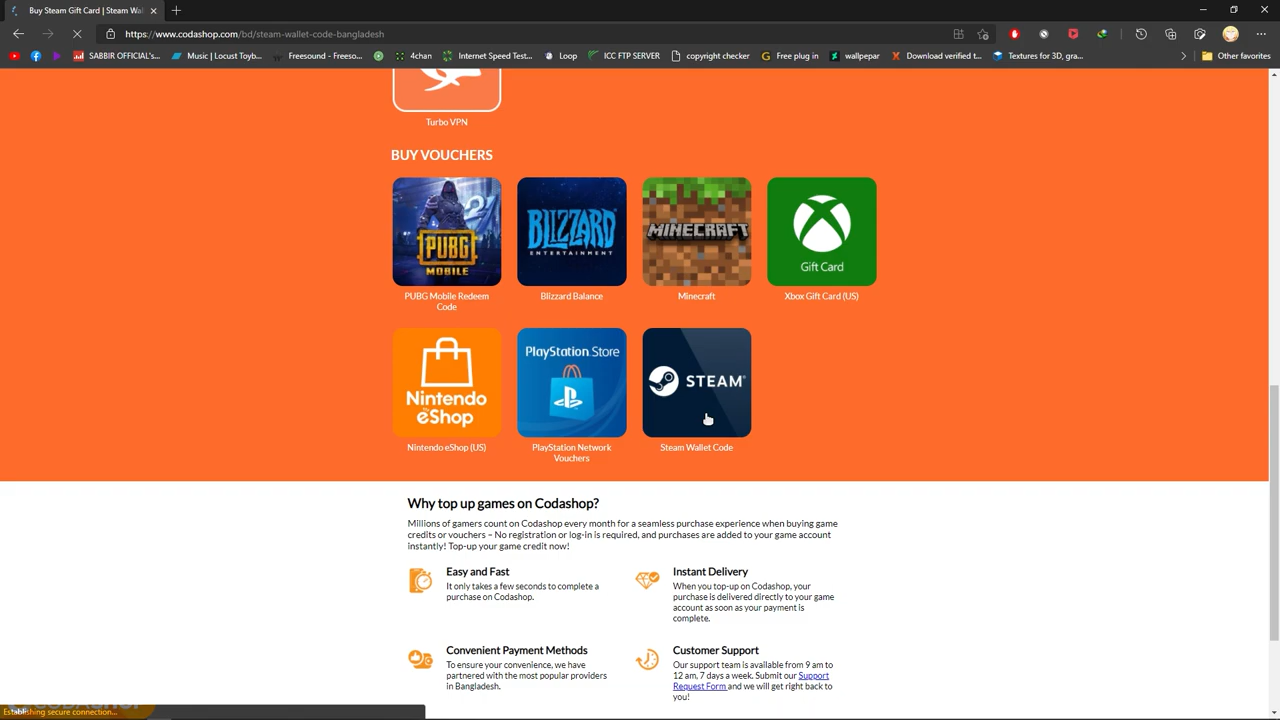 Buy Steam Gift Card | Steam Wal
https://www.codashop.com/bd/steam-wallet-code-bangladesh
SABBIR OFFICIAL's...
Music | Locust Toyb...
Freesound - Freeso...
4chan
Internet Speed Test...
Loop
ICC FTP SERVER
copyright checker
Free plug in
wallpepar
Download verified t...
Textures for 3D, gra...
Other favorites
Turbo VPN
BUY VOUCHERS
PUBG
MOBILE
BLIZZARD
ENTERTAINMENT
MINECRAFT
Gift Card
PUBG Mobile Redeem
Code
Blizzard Balance
Minecraft
Xbox Gift Card (US)
Nintendo
eShop
PlayStation.Store
STEAM®
Nintendo eShop (US)
PlayStation Network
Vouchers
Steam Wallet Code
Why top up games on Codashop?
Millions of gamers count on Codashop every month for a seamless purchase experience when buying game
credits or vouchers – No registration or log-in is required, and purchases are added to your game account
instantly! Top-up your game credit now!
Easy and Fast
It only takes a few seconds to complete a
purchase on Codashop.
Instant Delivery
When you top-up on Codashop, your
purchase is delivered directly to your game
account as soon as your payment is
complete.
Convenient Payment Methods
To ensure your convenience, we have
partnered with the most popular providers
in Bangladesh.
Customer Support
Our support team is available from 9 am to
12 am, 7 days a week. Submit our Support
Request Form and we will get right back to
you!
Establishing secure connection...